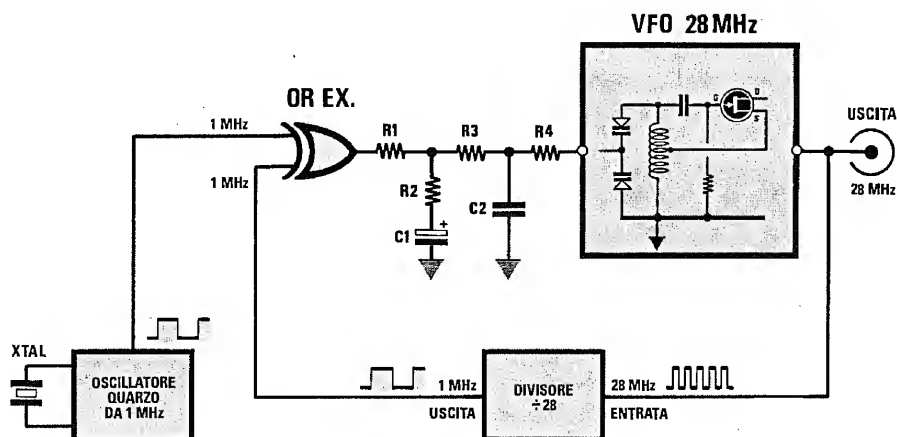 VFO 28 MHz
OR EX.
1 MHz
1 MHz
R1
R3
R4
R2
C1
+
C2
G
D
S
USCITA
28 MHz
XTAL
OSCILLATORE
QUARZO
DA 1 MHz
1 MHz
USCITA
DIVISORE
÷28
28 MHz
ENTRATA